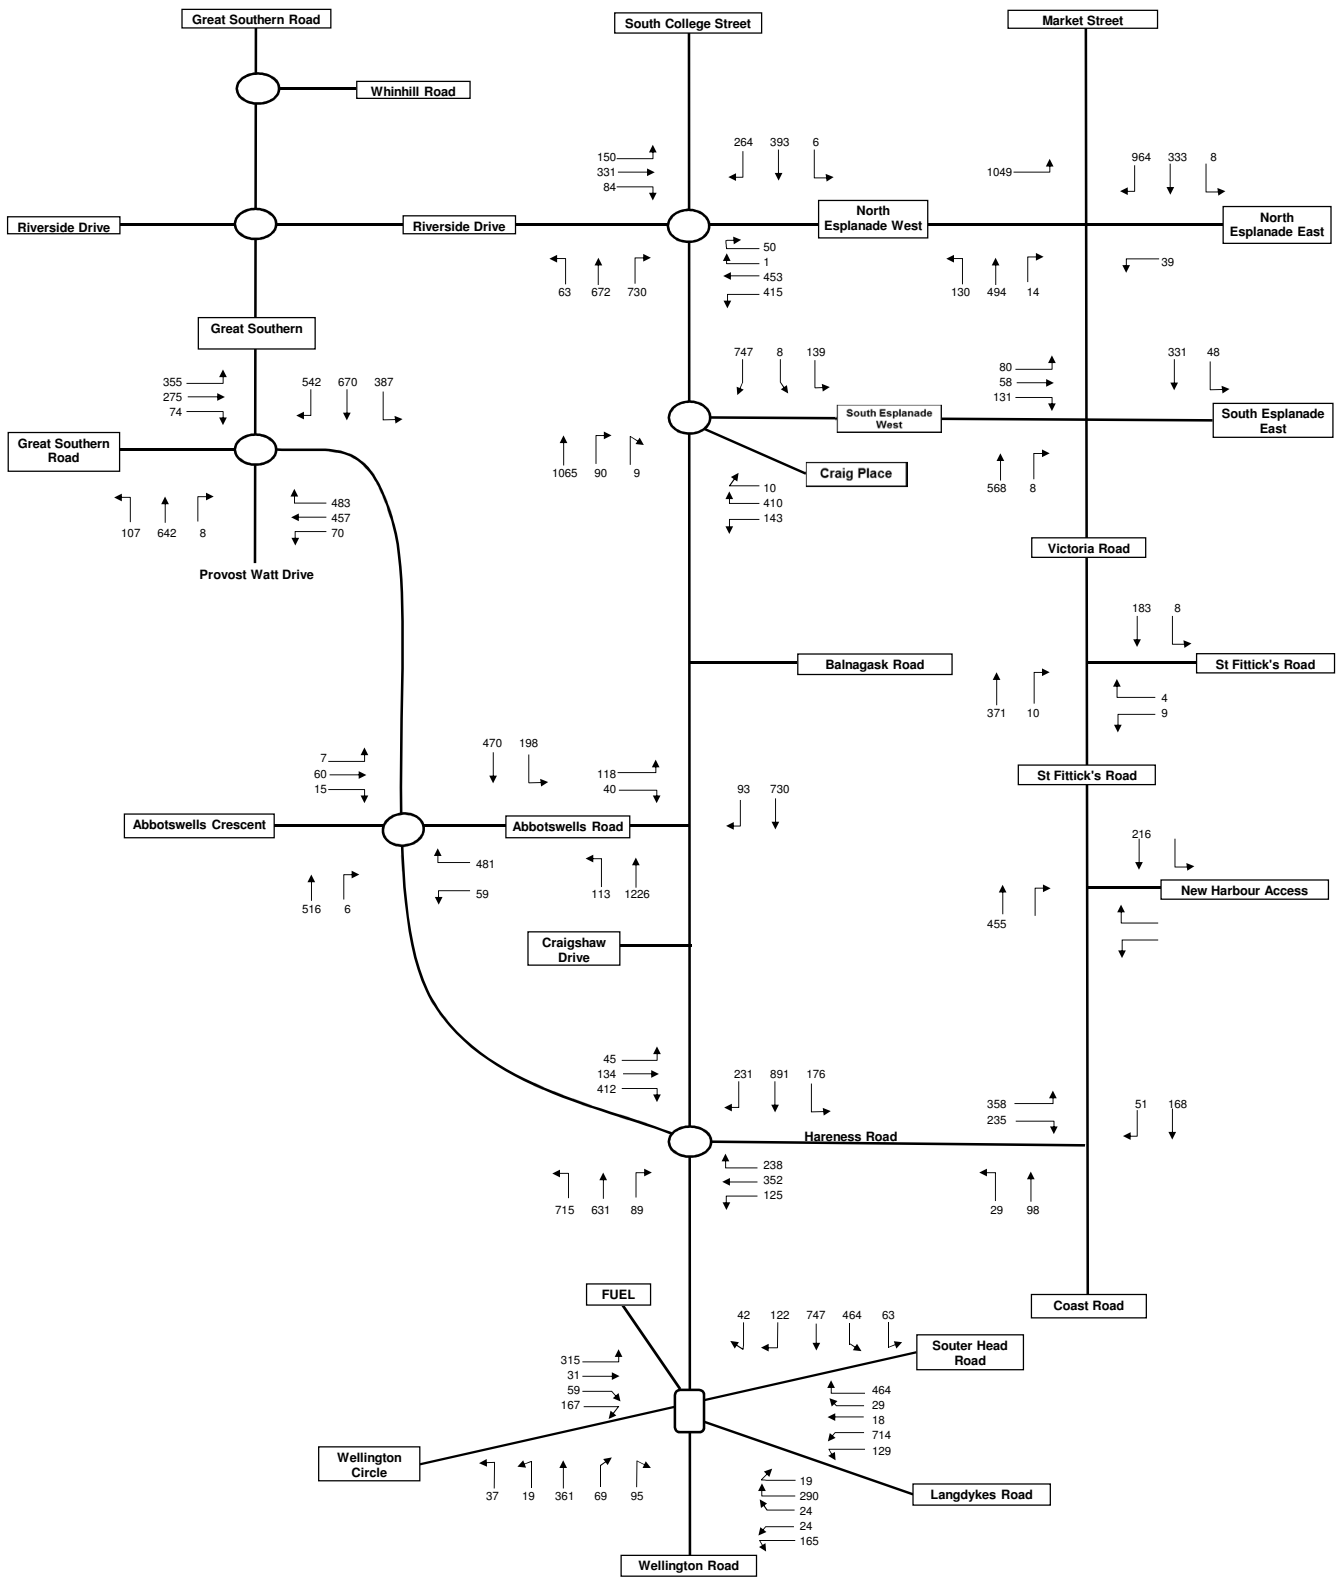 Great Southern Road
South College Street
Market Street
Whinhill Road
264 393 6
150
331
84
1049
964 333 8
Riverside Drive
Riverside Drive
North
Esplanade West
North
Esplanade East
50
1
453
415
63 672 730
39
130 494 14
Great Southern
355
275
74
542 670 387
747 8 139
80
58
131
331 48
Great Southern
Road
South Esplanade
West
South Esplanade
East
1065 90 9
Craig Place
10
410
143
568 8
107 642 8
483
457
70
Victoria Road
Provost Watt Drive
183 8
Balnagask Road
St Fittick's Road
371 10
4
9
7
60
15
470 198
118
40
St Fittick's Road
93 730
Abbotswells Crescent
Abbotswells Road
216
481
59
113 1226
New Harbour Access
516 6
455
Craigshaw
Drive
45
134
412
231 891 176
358
235
51 168
Hareness Road
238
352
125
715 631 89
29 98
FUEL
Coast Road
42 122 747 464 63
Souter Head
Road
315
31
59
167
464
29
18
714
129
Wellington
Circle
37 19 361 69 95
19
290
24
24
165
Langdykes Road
Wellington Road